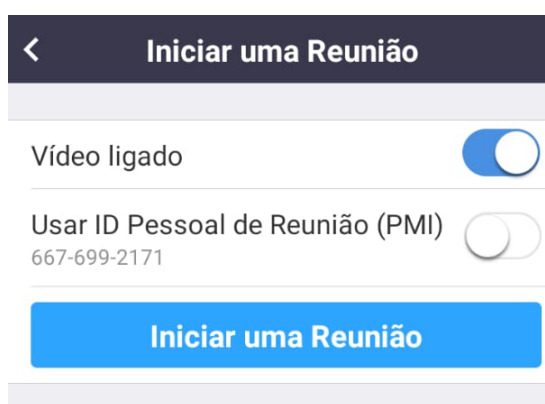 Iniciar uma Reunião
Vídeo ligado
Usar ID Pessoal de Reunião (PMI)
667-699-2171
Iniciar uma Reunião